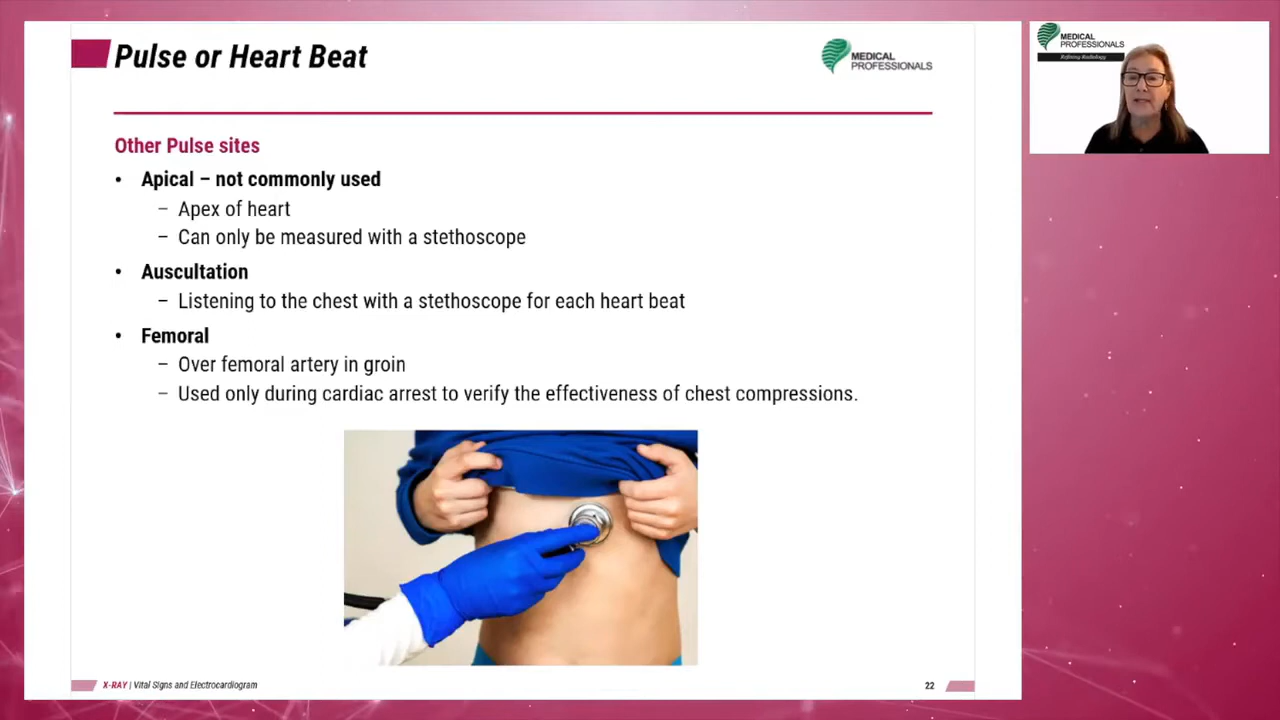 Pulse or Heart Beat
MEDICAL
PROFESSIONALS
Other Pulse sites
• Apical – not commonly used
– Apex of heart
– Can only be measured with a stethoscope
• Auscultation
– Listening to the chest with a stethoscope for each heart beat
• Femoral
– Over femoral artery in groin
– Used only during cardiac arrest to verify the effectiveness of chest compressions.
X-RAY | Vital Signs and Electrocardiogram
22
MEDICAL
PROFESSIONALS
Refining Radiology